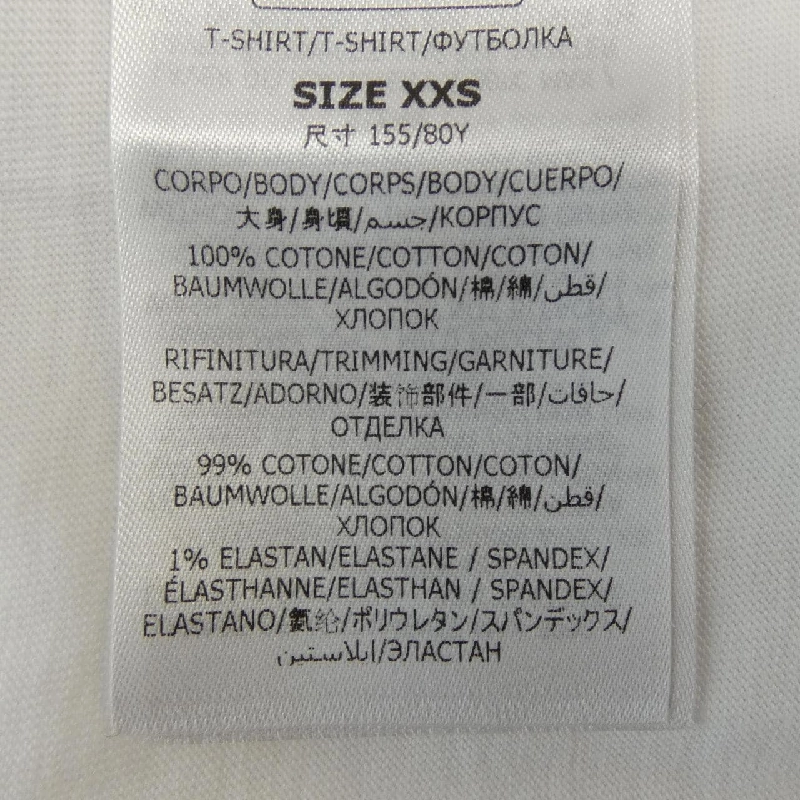 T-SHIRT/T-SHIRT/ФУТБОЛКА
SIZE XXS
尺寸 155/80Y
CORPO/BODY/CORPS/BODY/CUERPO/
大身/身頃/جسم/КОРПУС
100% COTONE/COTTON/COTON/
BAUMWOLLE/ALGODÓN/棉/綿/قطن/
ХЛОПОК
RIFINITURA/TRIMMING/GARNITURE/
BESATZ/ADORNO/装饰部件/一部/حافات/
ОТДЕЛКА
99% COTONE/COTTON/COTON/
BAUMWOLLE/ALGODÓN/棉/綿/قطن/
ХЛОПОК
1% ELASTAN/ELASTANE / SPANDEX/
ÉLASTHANNE/ELASTHAN / SPANDEX/
ELASTANO/氨纶/ポリウレタン/スパンデックス/
ايلاستين/ЭЛАСТАН